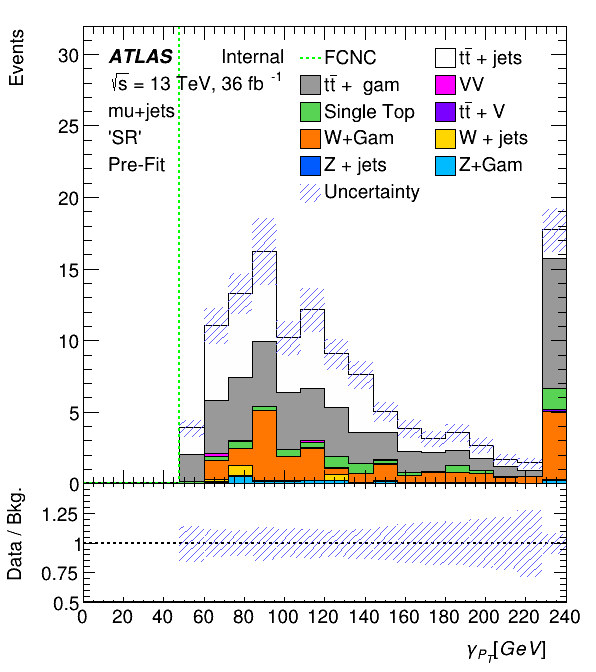 Events
ATLAS Internal
√s = 13 TeV, 36 fb -1
mu+jets
'SR'
Pre-Fit
FCNC
tt̄ + jets
tt̄ + gam
VV
Single Top
tt̄ + V
W+Gam
W + jets
Z + jets
Z+Gam
Uncertainty
30
25
20
15
10
5
0
Data / Bkg.
1.25
1
0.75
0.5
0 20 40 60 80 100 120 140 160 180 200 220 240
γ_{P_T}[GeV]